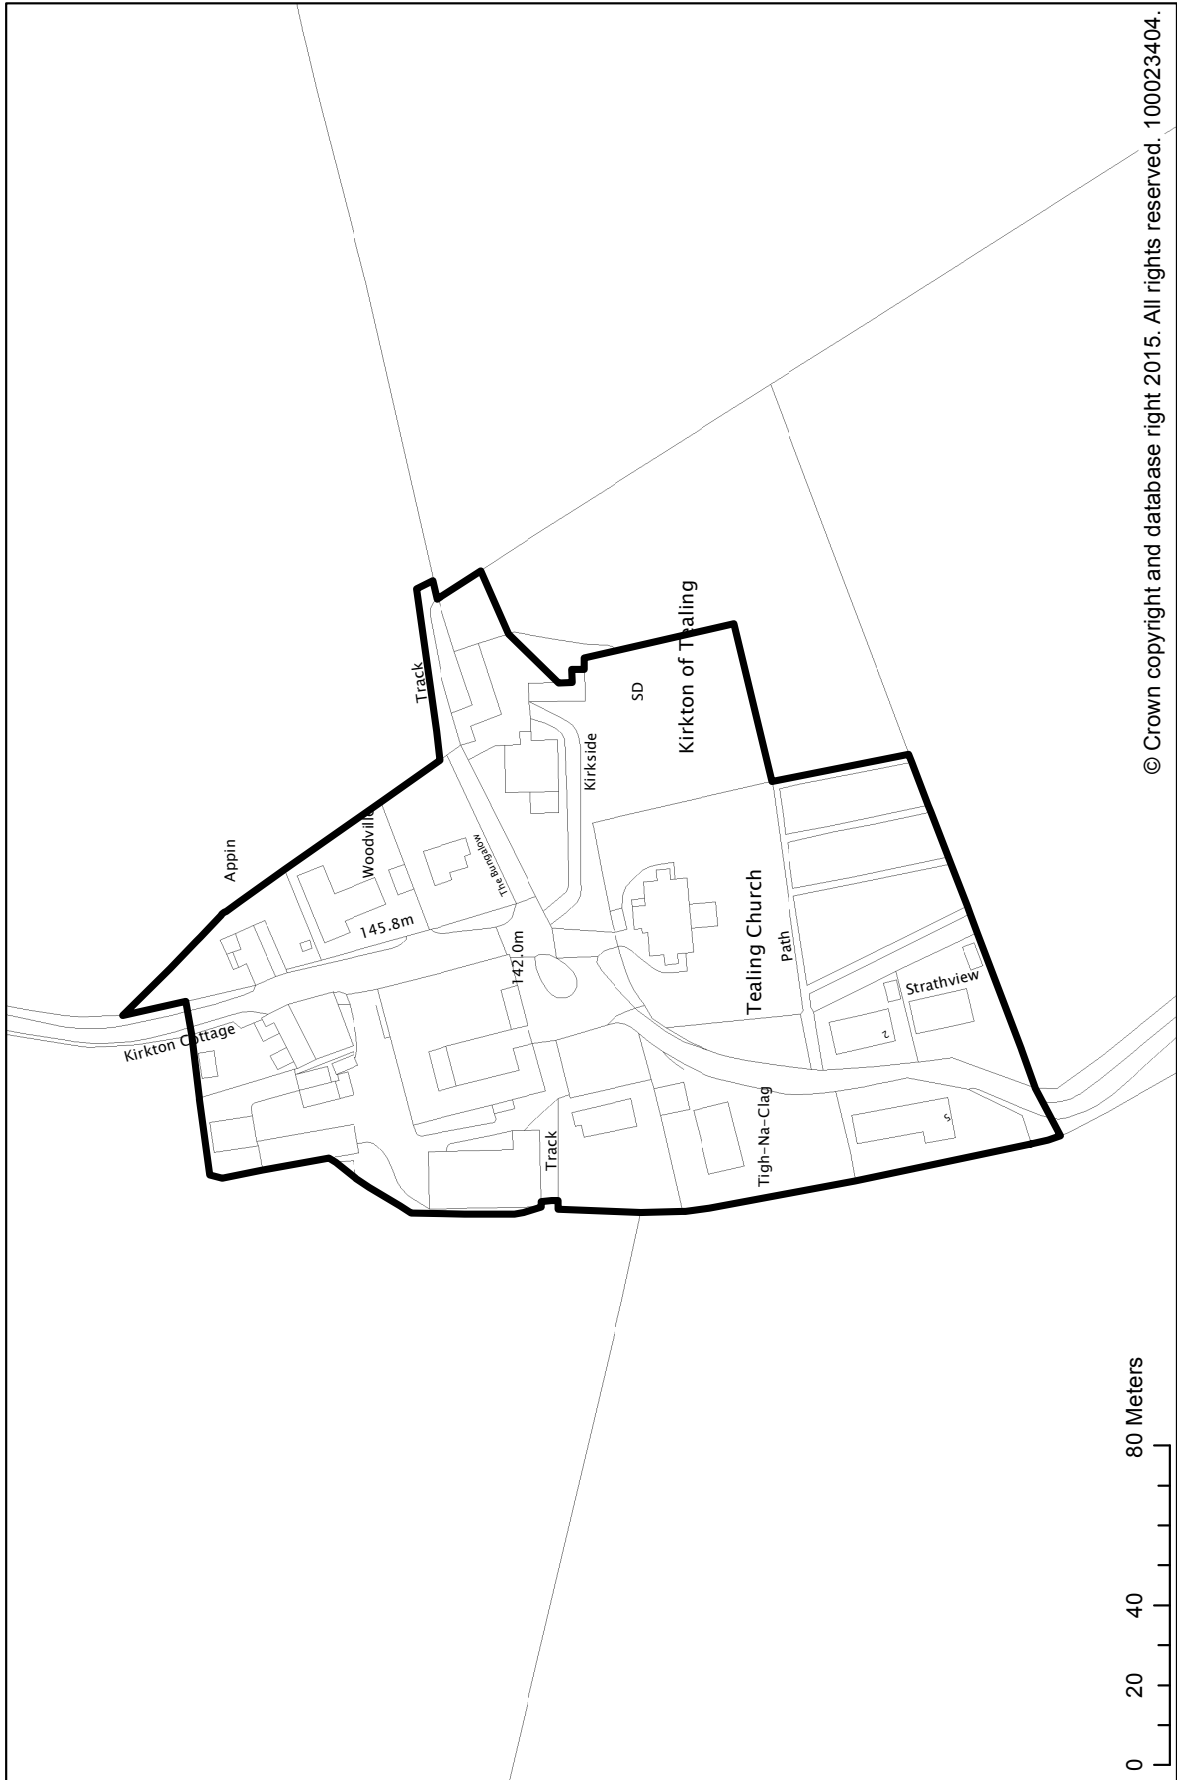 Kirkton Cottage
Appin
Woodville
145.8m
The Bungalow
Track
142.0m
Kirkside
SD
Kirkton of Tealing
Tealing Church
Path
Strathview
2
5
Tigh-Na-Clag
Track
0 20 40 80 Meters
© Crown copyright and database right 2015. All rights reserved. 100023404.